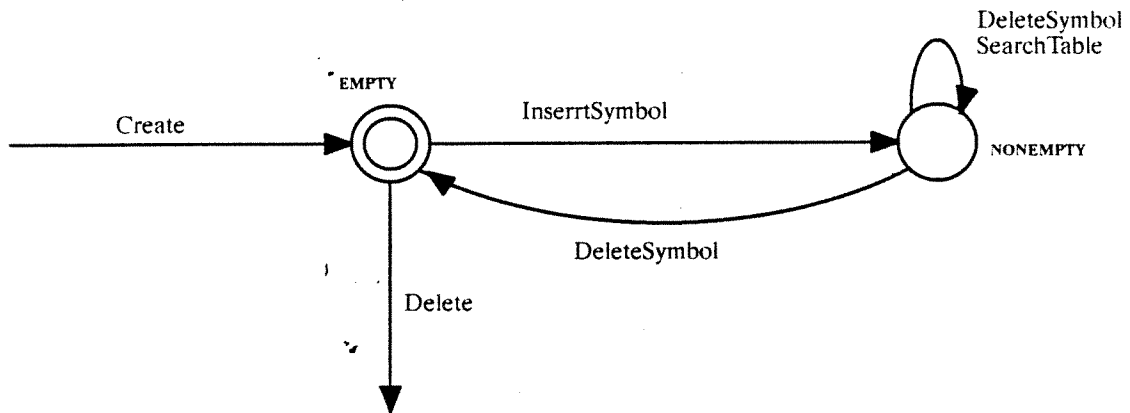 DeleteSymbol
SearchTable
EMPTY
InserrtSymbol
Create
NONEMPTY
DeleteSymbol
Delete